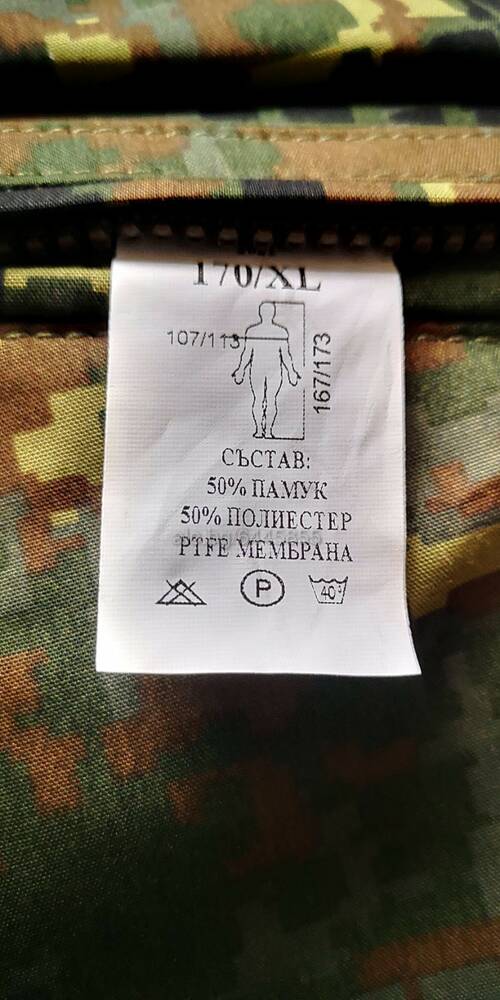 170/XL
107/113
167/173
СЪСТАВ:
50% ПАМУК
50% ПОЛИЕСТЕР
PTFE МЕМБРАНА
P
40°